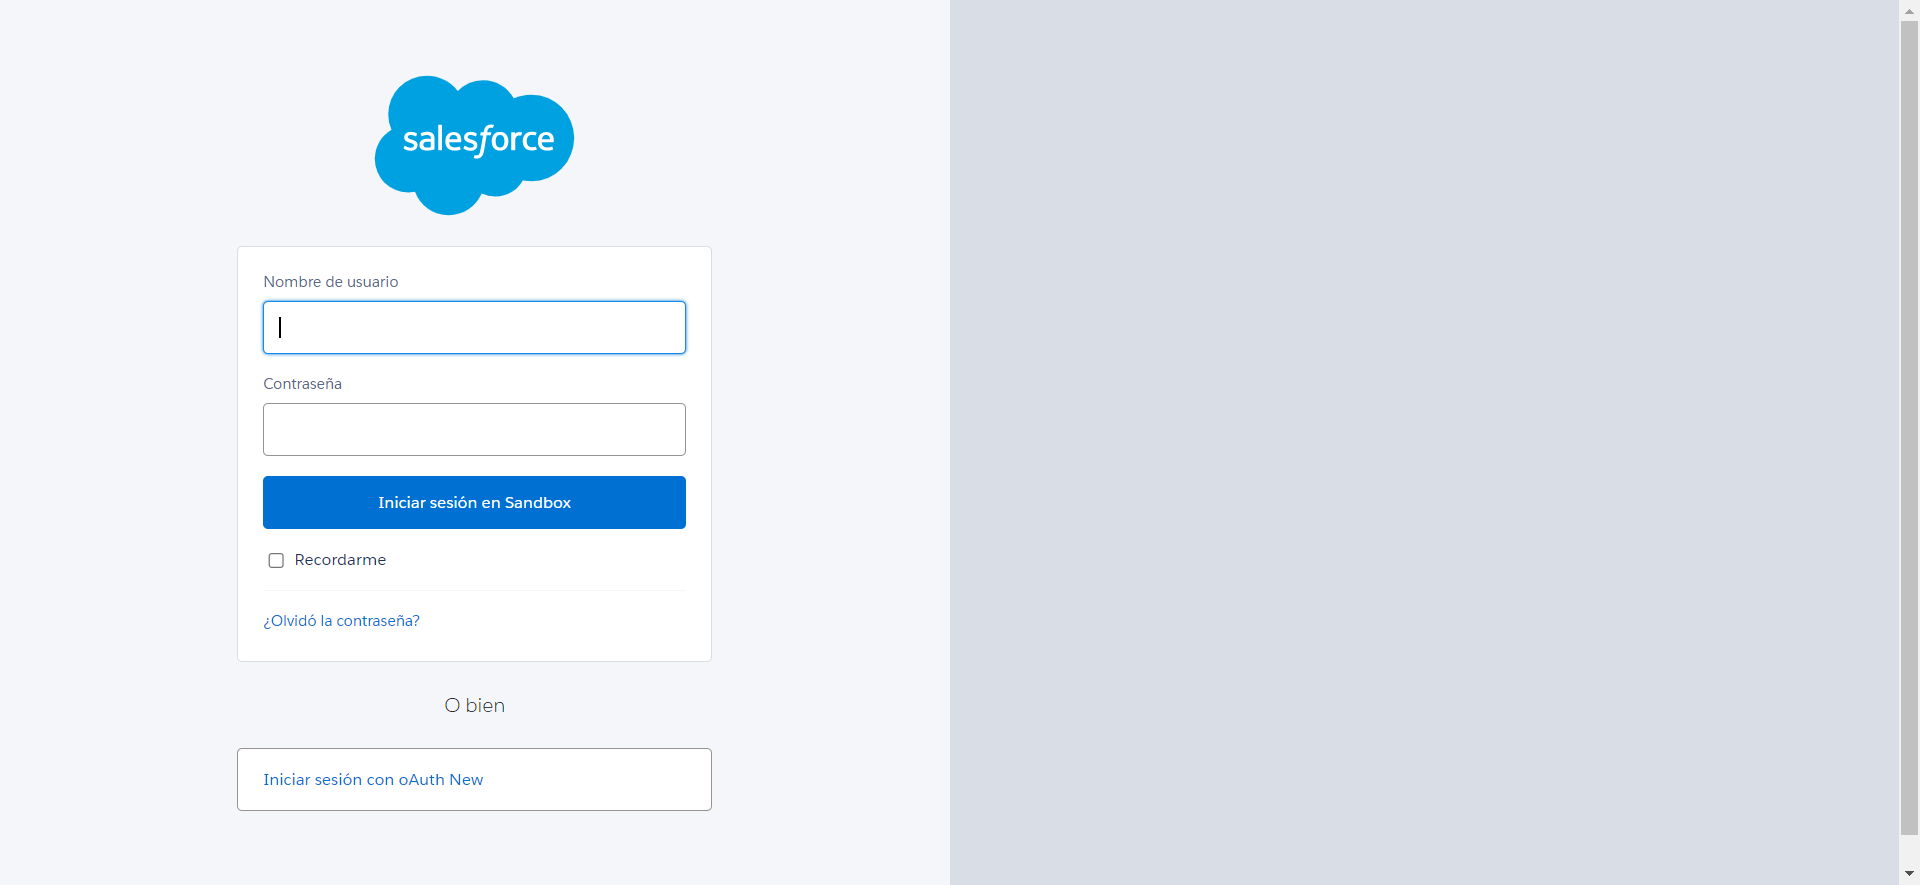 salesforce
Nombre de usuario
Contraseña
Iniciar sesión en Sandbox
Recordarme
¿Olvidó la contraseña?
O bien
Iniciar sesión con oAuth New